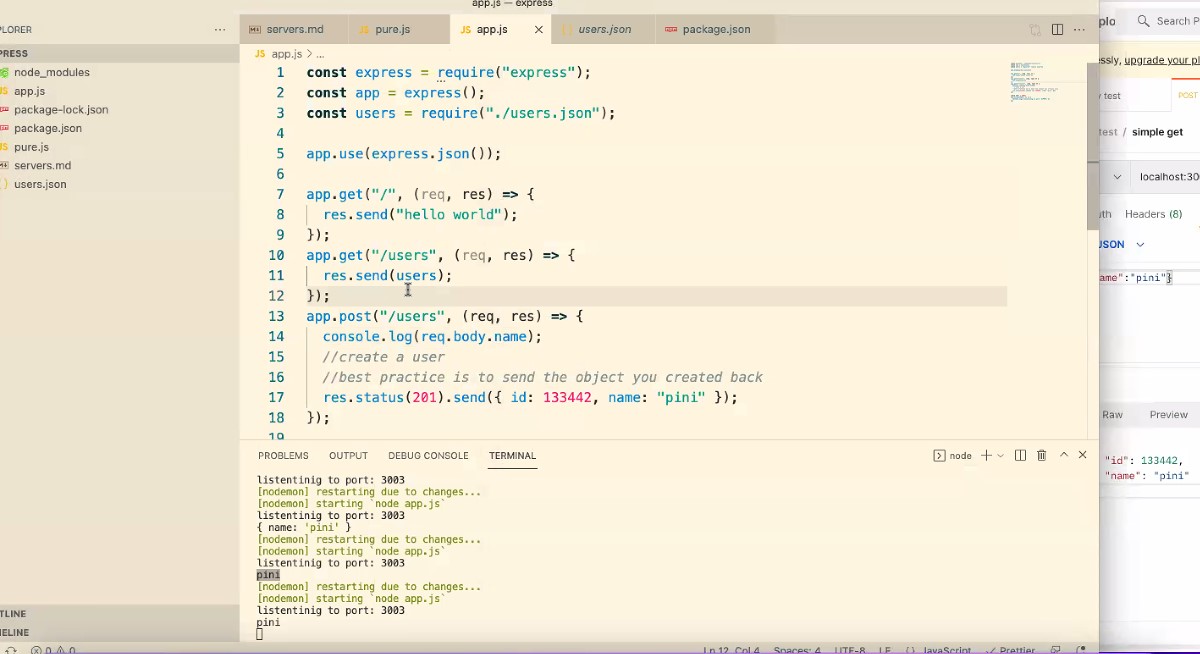 app.js — express
PLORER
...
servers.md
JS pure.js
JS app.js
users.json
package.json
PRESS
node_modules
app.js
package-lock.json
package.json
pure.js
servers.md
users.json
JS app.js > ...
1 const express = require("express");
2 const app = express();
3 const users = require("./users.json");
4
5 app.use(express.json());
6
7 app.get("/", (req, res) => {
8 res.send("hello world");
9 });
10 app.get("/users", (req, res) => {
11 res.send(users);
12 });
13 app.post("/users", (req, res) => {
14 console.log(req.body.name);
15 //create a user
16 //best practice is to send the object you created back
17 res.status(201).send({ id: 133442, name: "pini" });
18 });
19
PROBLEMS OUTPUT DEBUG CONSOLE TERMINAL
node
listentinig to port: 3003
[nodemon] restarting due to changes...
[nodemon] starting `node app.js`
listentinig to port: 3003
{ name: 'pini' }
[nodemon] restarting due to changes...
[nodemon] starting `node app.js`
listentinig to port: 3003
pini
[nodemon] restarting due to changes...
[nodemon] starting `node app.js`
listentinig to port: 3003
pini
TLINE
MELINE
0 0
Ln 12, Col 4 Spaces: 4 UTF-8 LF {} JavaScript Prettier
plo
Search P
essly, upgrade your pl
test
POST
test / simple get
localhost:300
uth Headers (8)
JSON
ame":"pini"}
Raw Preview
"id": 133442,
"name": "pini"